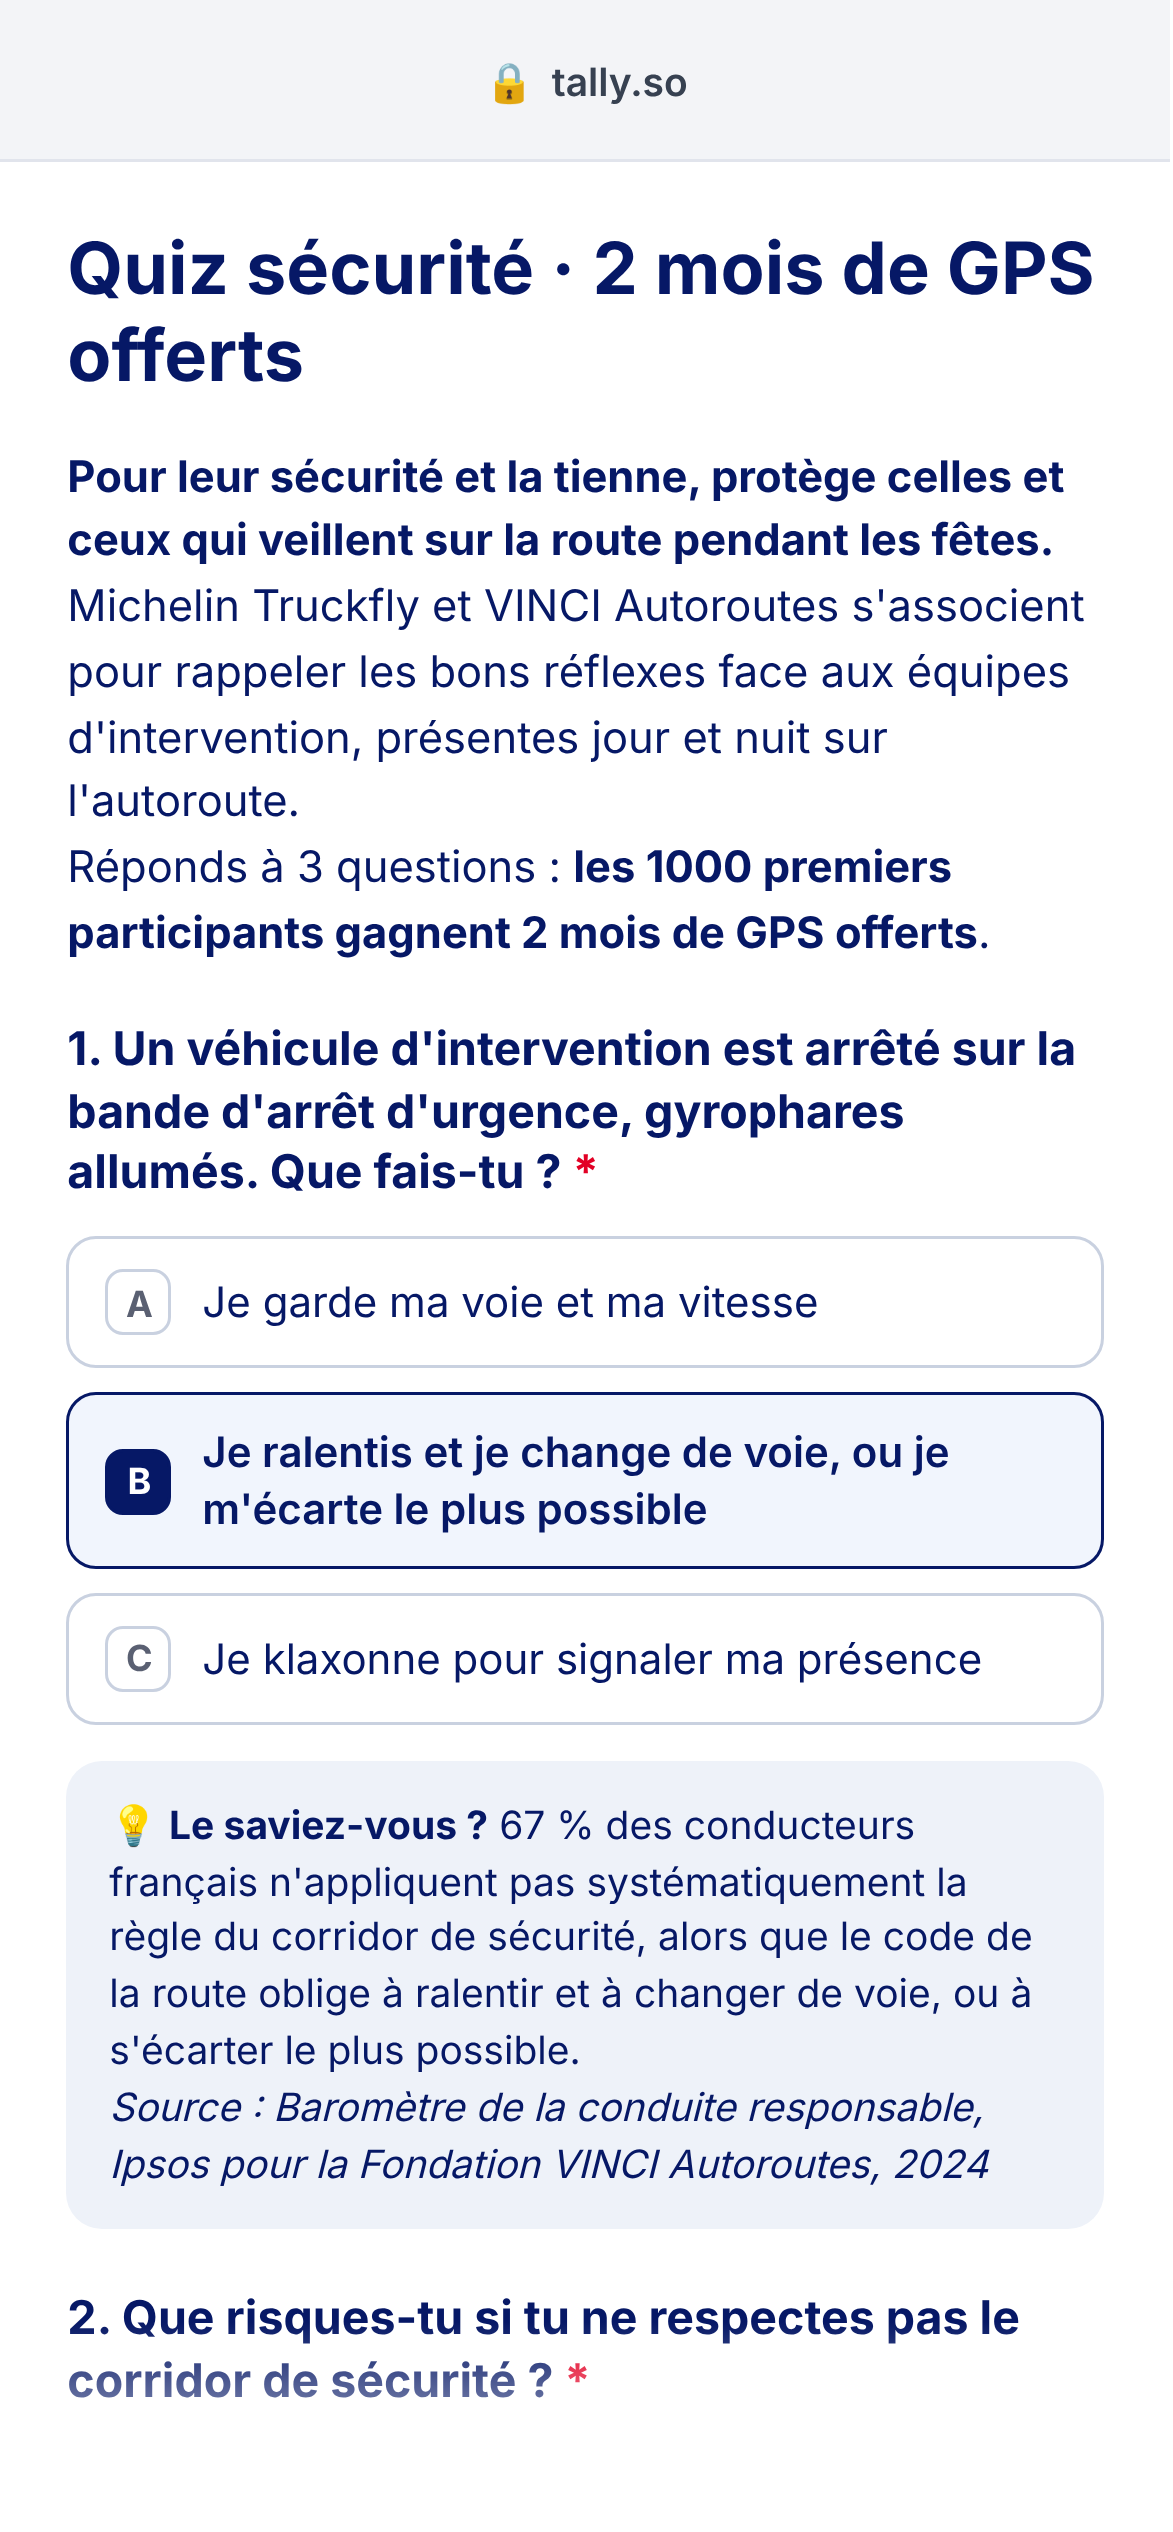 🔒 tally.so
Quiz sécurité · 2 mois de GPS
offerts
Pour leur sécurité et la tienne, protège celles et
ceux qui veillent sur la route pendant les fêtes.
Michelin Truckfly et VINCI Autoroutes s'associent
pour rappeler les bons réflexes face aux équipes
d'intervention, présentes jour et nuit sur
l'autoroute.
Réponds à 3 questions : les 1000 premiers
participants gagnent 2 mois de GPS offerts.
1. Un véhicule d'intervention est arrêté sur la
bande d'arrêt d'urgence, gyrophares
allumés. Que fais-tu ? *
A Je garde ma voie et ma vitesse
B Je ralentis et je change de voie, ou je
m'écarte le plus possible
C Je klaxonne pour signaler ma présence
💡 Le saviez-vous ? 67 % des conducteurs
français n'appliquent pas systématiquement la
règle du corridor de sécurité, alors que le code de
la route oblige à ralentir et à changer de voie, ou à
s'écarter le plus possible.
Source : Baromètre de la conduite responsable,
Ipsos pour la Fondation VINCI Autoroutes, 2024
2. Que risques-tu si tu ne respectes pas le
corridor de sécurité ? *